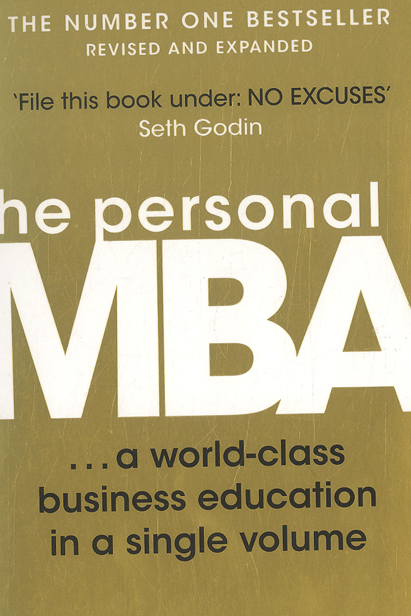 THE NUMBER ONE BESTSELLER
REVISED AND EXPANDED
'File this book under: NO EXCUSES'
Seth Godin
he personal
MBA
...a world-class
business education
in a single volume